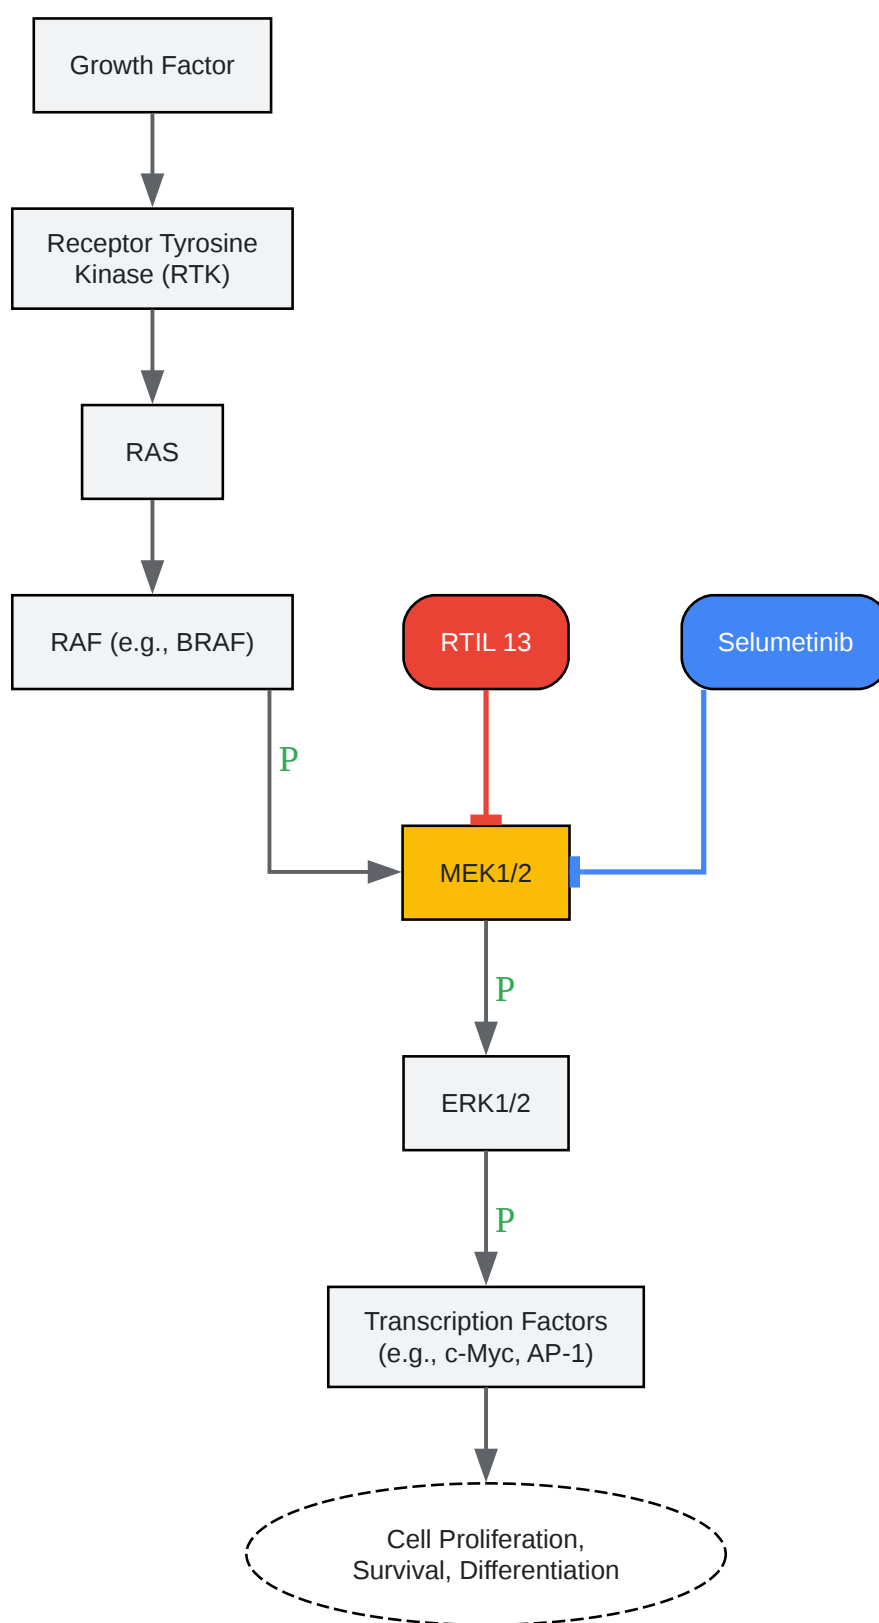 Growth Factor
Receptor Tyrosine
Kinase (RTK)
RAS
RAF (e.g., BRAF)
RTIL 13
Selumetinib
P
MEK1/2
P
ERK1/2
P
Transcription Factors
(e.g., c-Myc, AP-1)
Cell Proliferation,
Survival, Differentiation